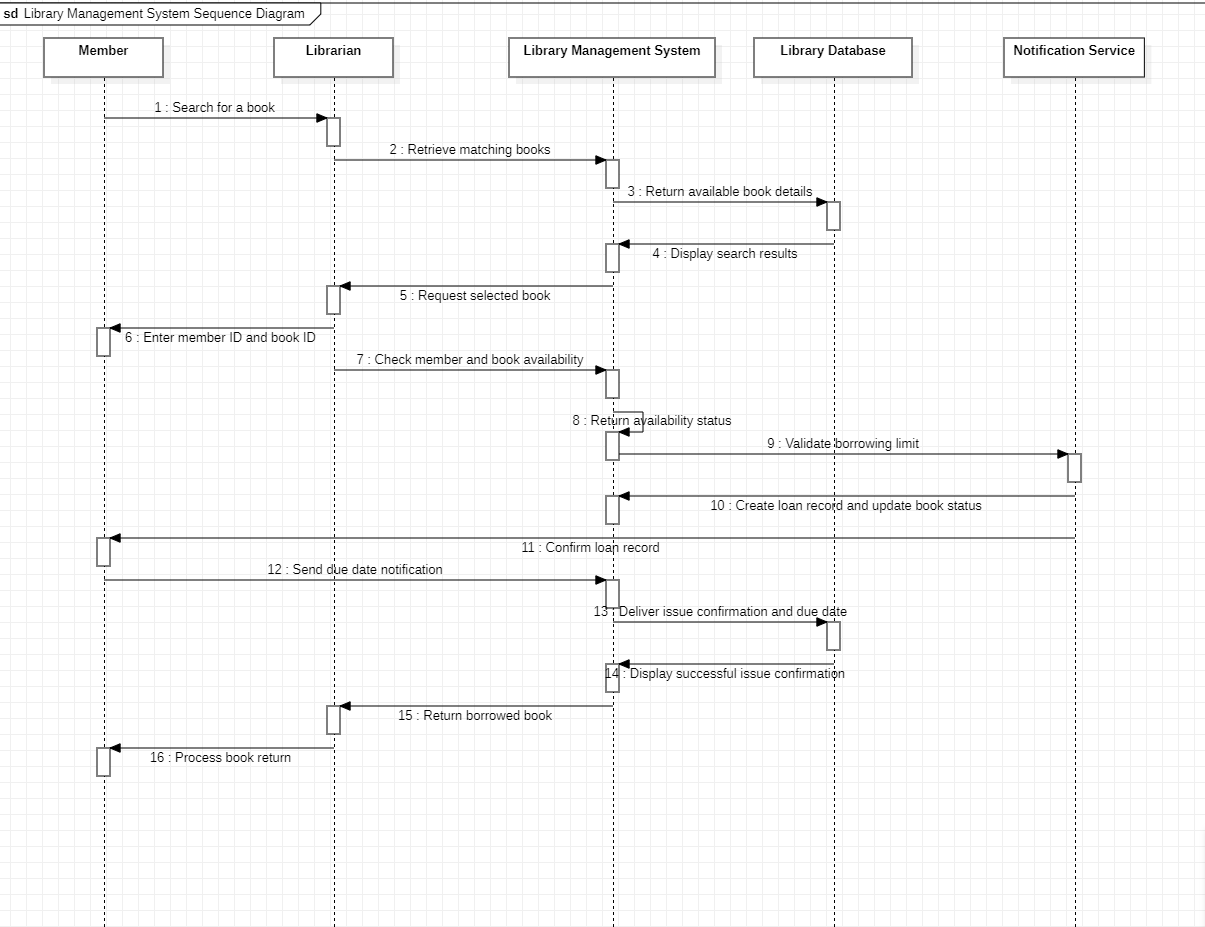 sd Library Management System Sequence Diagram
Member
Librarian
Library Management System
Library Database
Notification Service
1 : Search for a book
2 : Retrieve matching books
3 : Return available book details
4 : Display search results
5 : Request selected book
6 : Enter member ID and book ID
7 : Check member and book availability
8 : Return availability status
9 : Validate borrowing limit
10 : Create loan record and update book status
11 : Confirm loan record
12 : Send due date notification
13 : Deliver issue confirmation and due date
14 : Display successful issue confirmation
15 : Return borrowed book
16 : Process book return